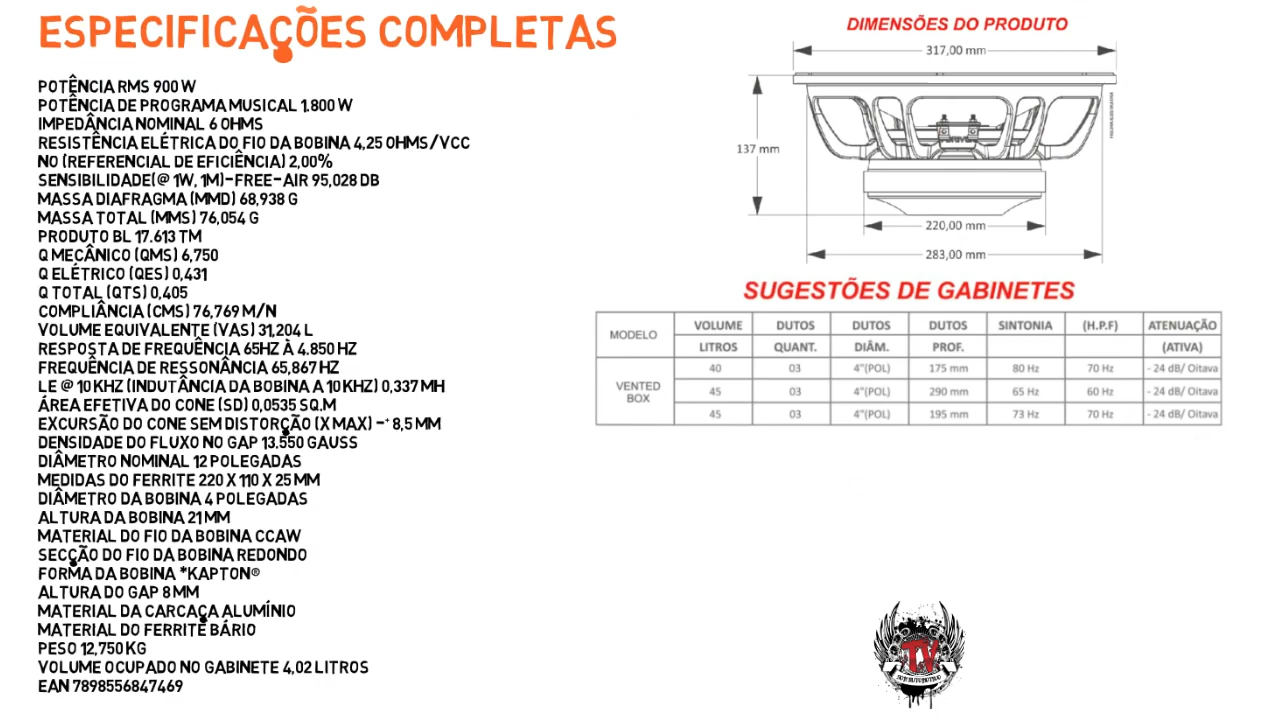 ESPECIFICAÇÕES COMPLETAS
POTÊNCIA RMS 900 W
POTÊNCIA DE PROGRAMA MUSICAL 1.800 W
IMPEDÂNCIA NOMINAL 6 OHMS
RESISTÊNCIA ELÉTRICA DO FIO DA BOBINA 4,25 OHMS/VCC
NO (REFERENCIAL DE EFICIÊNCIA) 2,00%
SENSIBILIDADE(@ 1W, 1M)-FREE-AIR 95,028 DB
MASSA DIAFRAGMA (MMD) 68,938 G
MASSA TOTAL (MMS) 76,054 G
PRODUTO BL 17.613 TM
Q MECÂNICO (QMS) 6,750
Q ELÉTRICO (QES) 0,431
Q TOTAL (QTS) 0,405
COMPLIÂNCIA (CMS) 76,769 M/N
VOLUME EQUIVALENTE (VAS) 31,204 L
RESPOSTA DE FREQUÊNCIA 65HZ À 4.850 HZ
FREQUÊNCIA DE RESSONÂNCIA 65,867 HZ
LE @ 10 KHZ (INDUTÂNCIA DA BOBINA A 10 KHZ) 0,337 MH
ÁREA EFETIVA DO CONE (SD) 0,0535 SQ.M
EXCURSÃO DO CONE SEM DISTORÇÃO (X MAX) -+ 8,5 MM
DENSIDADE DO FLUXO NO GAP 13.550 GAUSS
DIÂMETRO NOMINAL 12 POLEGADAS
MEDIDAS DO FERRITE 220 X 110 X 25 MM
DIÂMETRO DA BOBINA 4 POLEGADAS
ALTURA DA BOBINA 21 MM
MATERIAL DO FIO DA BOBINA CCAW
SECÇÃO DO FIO DA BOBINA REDONDO
FORMA DA BOBINA *KAPTON®
ALTURA DO GAP 8 MM
MATERIAL DA CARCAÇA ALUMÍNIO
MATERIAL DO FERRITE BÁRIO
PESO 12,750 KG
VOLUME OCUPADO NO GABINETE 4,02 LITROS
EAN 7898556847469
DIMENSÕES DO PRODUTO
317,00 mm
137 mm
220,00 mm
283,00 mm
SUGESTÕES DE GABINETES
MODELO VOLUME DUTOS DUTOS DUTOS SINTONIA (H.P.F) ATENUAÇÃO
LITROS QUANT. DIÂM. PROF. (ATIVA)
VENTED BOX
40 03 4"(POL) 175 mm 80 Hz 70 Hz - 24 dB/ Oitava
45 03 4"(POL) 290 mm 65 Hz 60 Hz - 24 dB/ Oitava
45 03 4"(POL) 195 mm 73 Hz 70 Hz - 24 dB/ Oitava
TV
SOM AUTOMOTIVO